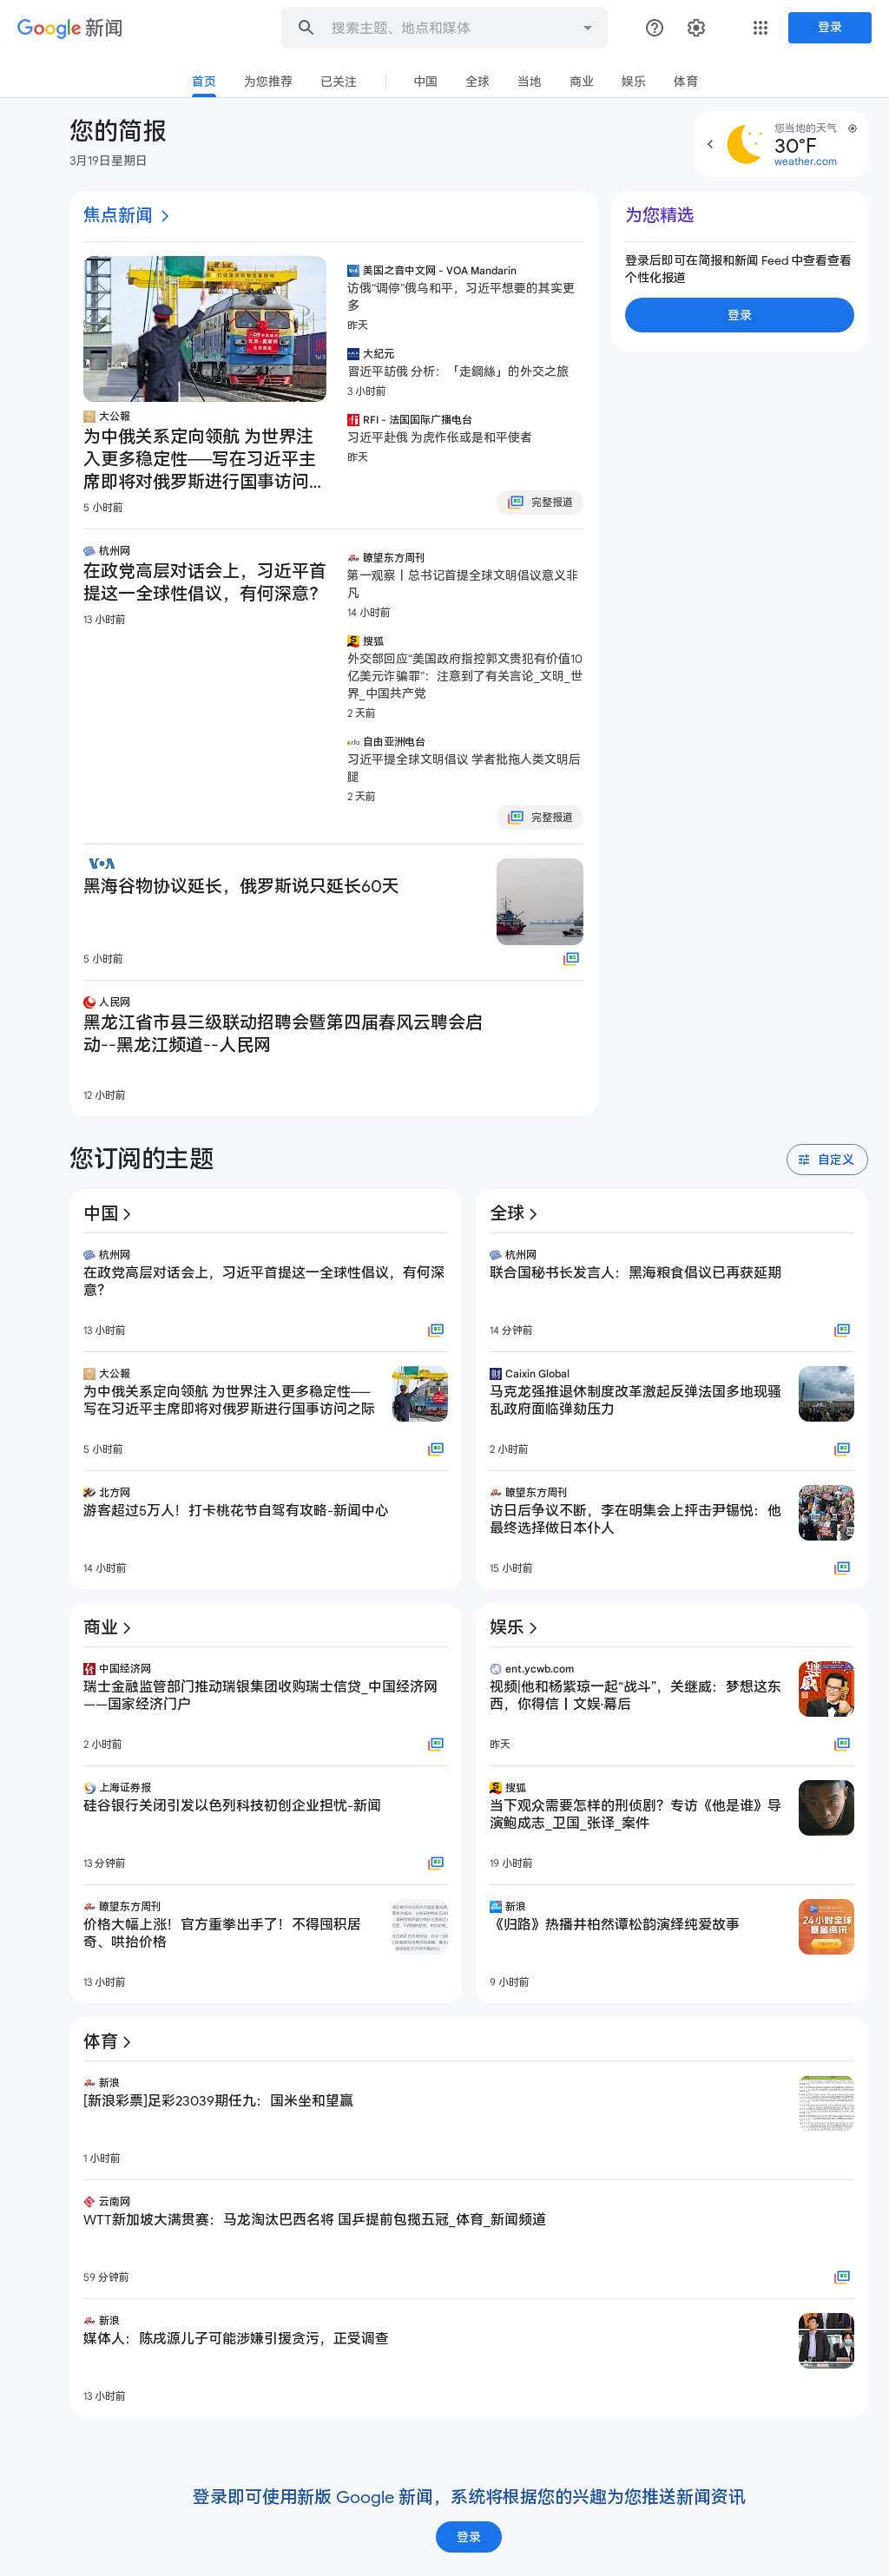 Google 新闻
搜索主题、地点和媒体
登录
首页
为您推荐
已关注
中国
全球
当地
商业
娱乐
体育
您的简报
3月19日星期日
您当地的天气
30°F
weather.com
焦点新闻
大公報
为中俄关系定向领航 为世界注
入更多稳定性──写在习近平主
席即将对俄罗斯进行国事访问...
5 小时前
美国之音中文网 - VOA Mandarin
访俄“调停”俄乌和平，习近平想要的其实更
多
昨天
大纪元
習近平訪俄 分析：「走鋼絲」的外交之旅
3 小时前
RFI - 法国国际广播电台
习近平赴俄 为虎作伥或是和平使者
昨天
完整报道
杭州网
在政党高层对话会上，习近平首
提这一全球性倡议，有何深意？
13 小时前
瞭望东方周刊
第一观察丨总书记首提全球文明倡议意义非
凡
14 小时前
搜狐
外交部回应“美国政府指控郭文贵犯有价值10
亿美元诈骗罪”：注意到了有关言论_文明_世
界_中国共产党
2 天前
rfa 自由亚洲电台
习近平提全球文明倡议 学者批拖人类文明后
腿
2 天前
完整报道
VOA
黑海谷物协议延长，俄罗斯说只延长60天
5 小时前
人民网
黑龙江省市县三级联动招聘会暨第四届春风云聘会启
动--黑龙江频道--人民网
12 小时前
为您精选
登录后即可在简报和新闻 Feed 中查看查看
个性化报道
登录
您订阅的主题
自定义
中国
杭州网
在政党高层对话会上，习近平首提这一全球性倡议，有何深
意？
13 小时前
大公報
为中俄关系定向领航 为世界注入更多稳定性──
写在习近平主席即将对俄罗斯进行国事访问之际
5 小时前
北方网
游客超过5万人！打卡桃花节自驾有攻略-新闻中心
14 小时前
全球
杭州网
联合国秘书长发言人：黑海粮食倡议已再获延期
14 分钟前
财 Caixin Global
马克龙强推退休制度改革激起反弹法国多地现骚
乱政府面临弹劾压力
2 小时前
瞭望东方周刊
访日后争议不断，李在明集会上抨击尹锡悦：他
最终选择做日本仆人
15 小时前
商业
中国经济网
瑞士金融监管部门推动瑞银集团收购瑞士信贷_中国经济网
——国家经济门户
2 小时前
上海证券报
硅谷银行关闭引发以色列科技初创企业担忧-新闻
13 分钟前
瞭望东方周刊
价格大幅上涨！官方重拳出手了！不得囤积居
奇、哄抬价格
13 小时前
娱乐
ent.ycwb.com
视频|他和杨紫琼一起“战斗”，关继威：梦想这东
西，你得信丨文娱·幕后
昨天
搜狐
当下观众需要怎样的刑侦剧？专访《他是谁》导
演鲍成志_卫国_张译_案件
19 小时前
新浪
《归路》热播井柏然谭松韵演绎纯爱故事
24小时全球
基金资讯
9 小时前
体育
新浪
[新浪彩票]足彩23039期任九：国米坐和望赢
1 小时前
云南网
WTT新加坡大满贯赛：马龙淘汰巴西名将 国乒提前包揽五冠_体育_新闻频道
59 分钟前
新浪
媒体人：陈戌源儿子可能涉嫌引援贪污，正受调查
13 小时前
登录即可使用新版 Google 新闻，系统将根据您的兴趣为您推送新闻资讯
登录